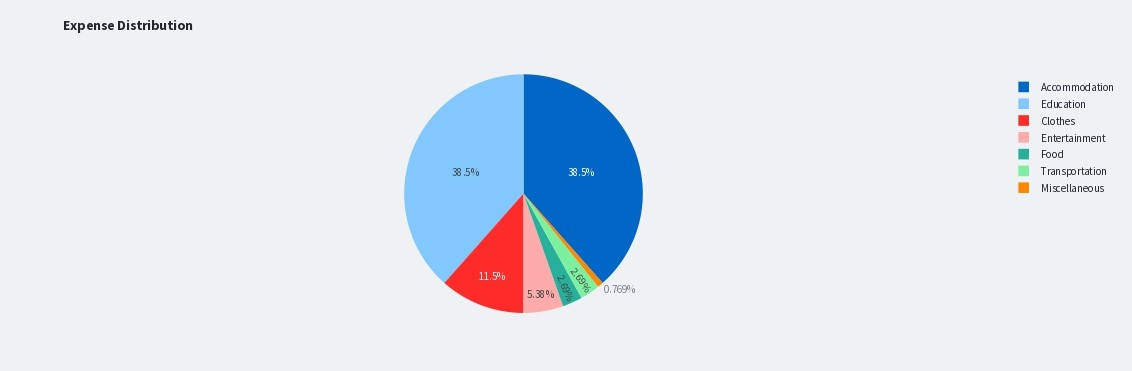 Expense Distribution
Accommodation
Education
Clothes
Entertainment
Food
Transportation
Miscellaneous
38.5%
38.5%
11.5%
5.38%
2.69%
2.69%
0.769%